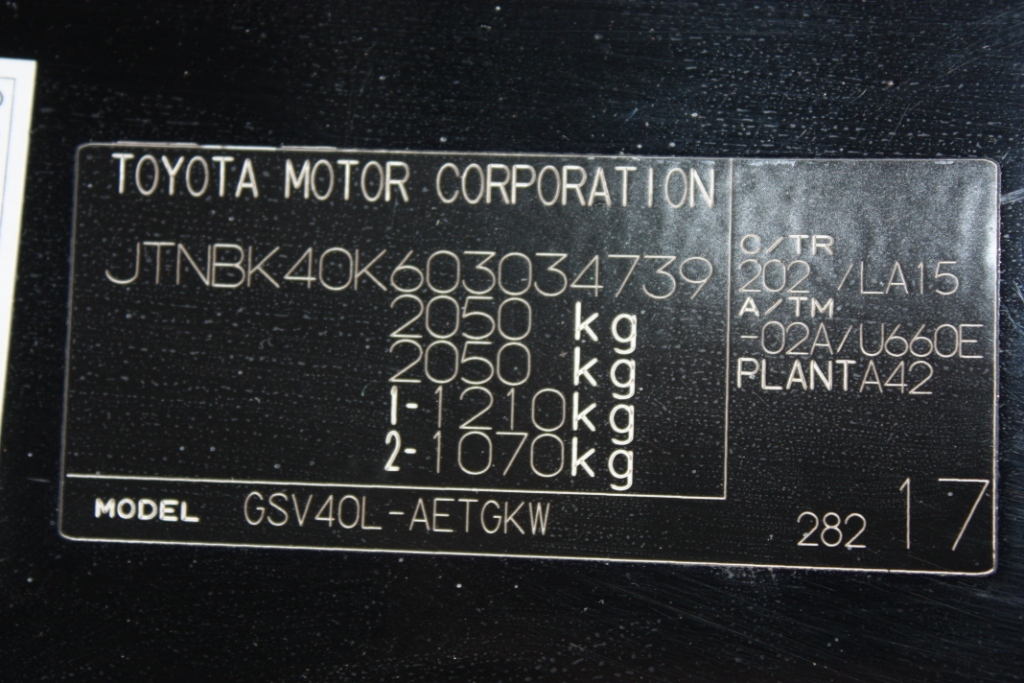 TOYOTA MOTOR CORPORATION
JTNBK40K603034739
2050 kg
2050 kg
1-1210kg
2-1070kg
C/TR
202 /LA15
A/TM
-02A/U660E
PLANT A42
MODEL GSV40L-AETGKW
282 17